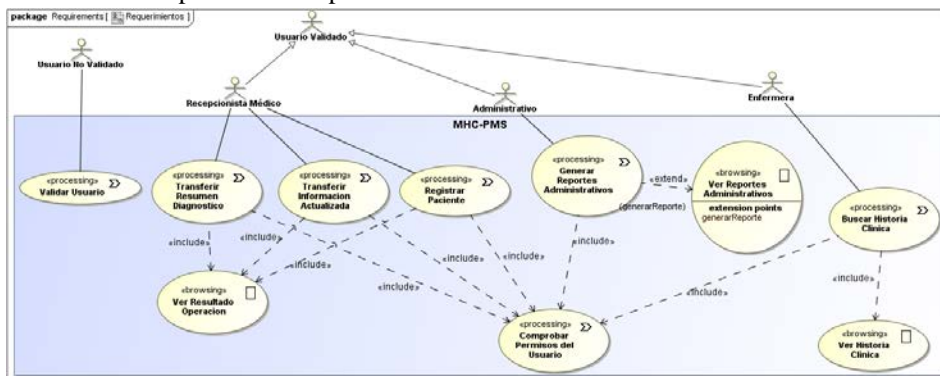 package Requirements [ Requerimientos ]
Usuario Validado
Usuario No Validado
Recepcionista Médico
Administrativo
Enfermera
MHC-PMS
«processing»
Validar Usuario
«processing»
Transferir
Resumen
Diagnostico
«processing»
Transferir
Informacion
Actualizada
«processing»
Registrar
Paciente
«processing»
Generar
Reportes
Administrativos
«extend»
(generarReporte)
«browsing»
Ver Reportes
Administrativos
extension points
generarReporte
«processing»
Buscar Historia
Clinica
«include»
«include»
«include»
«include»
«include»
«include»
«include»
«include»
«include»
«browsing»
Ver Resultado
Operacion
«processing»
Comprobar
Permisos del
Usuario
«browsing»
Ver Historia
Clinica